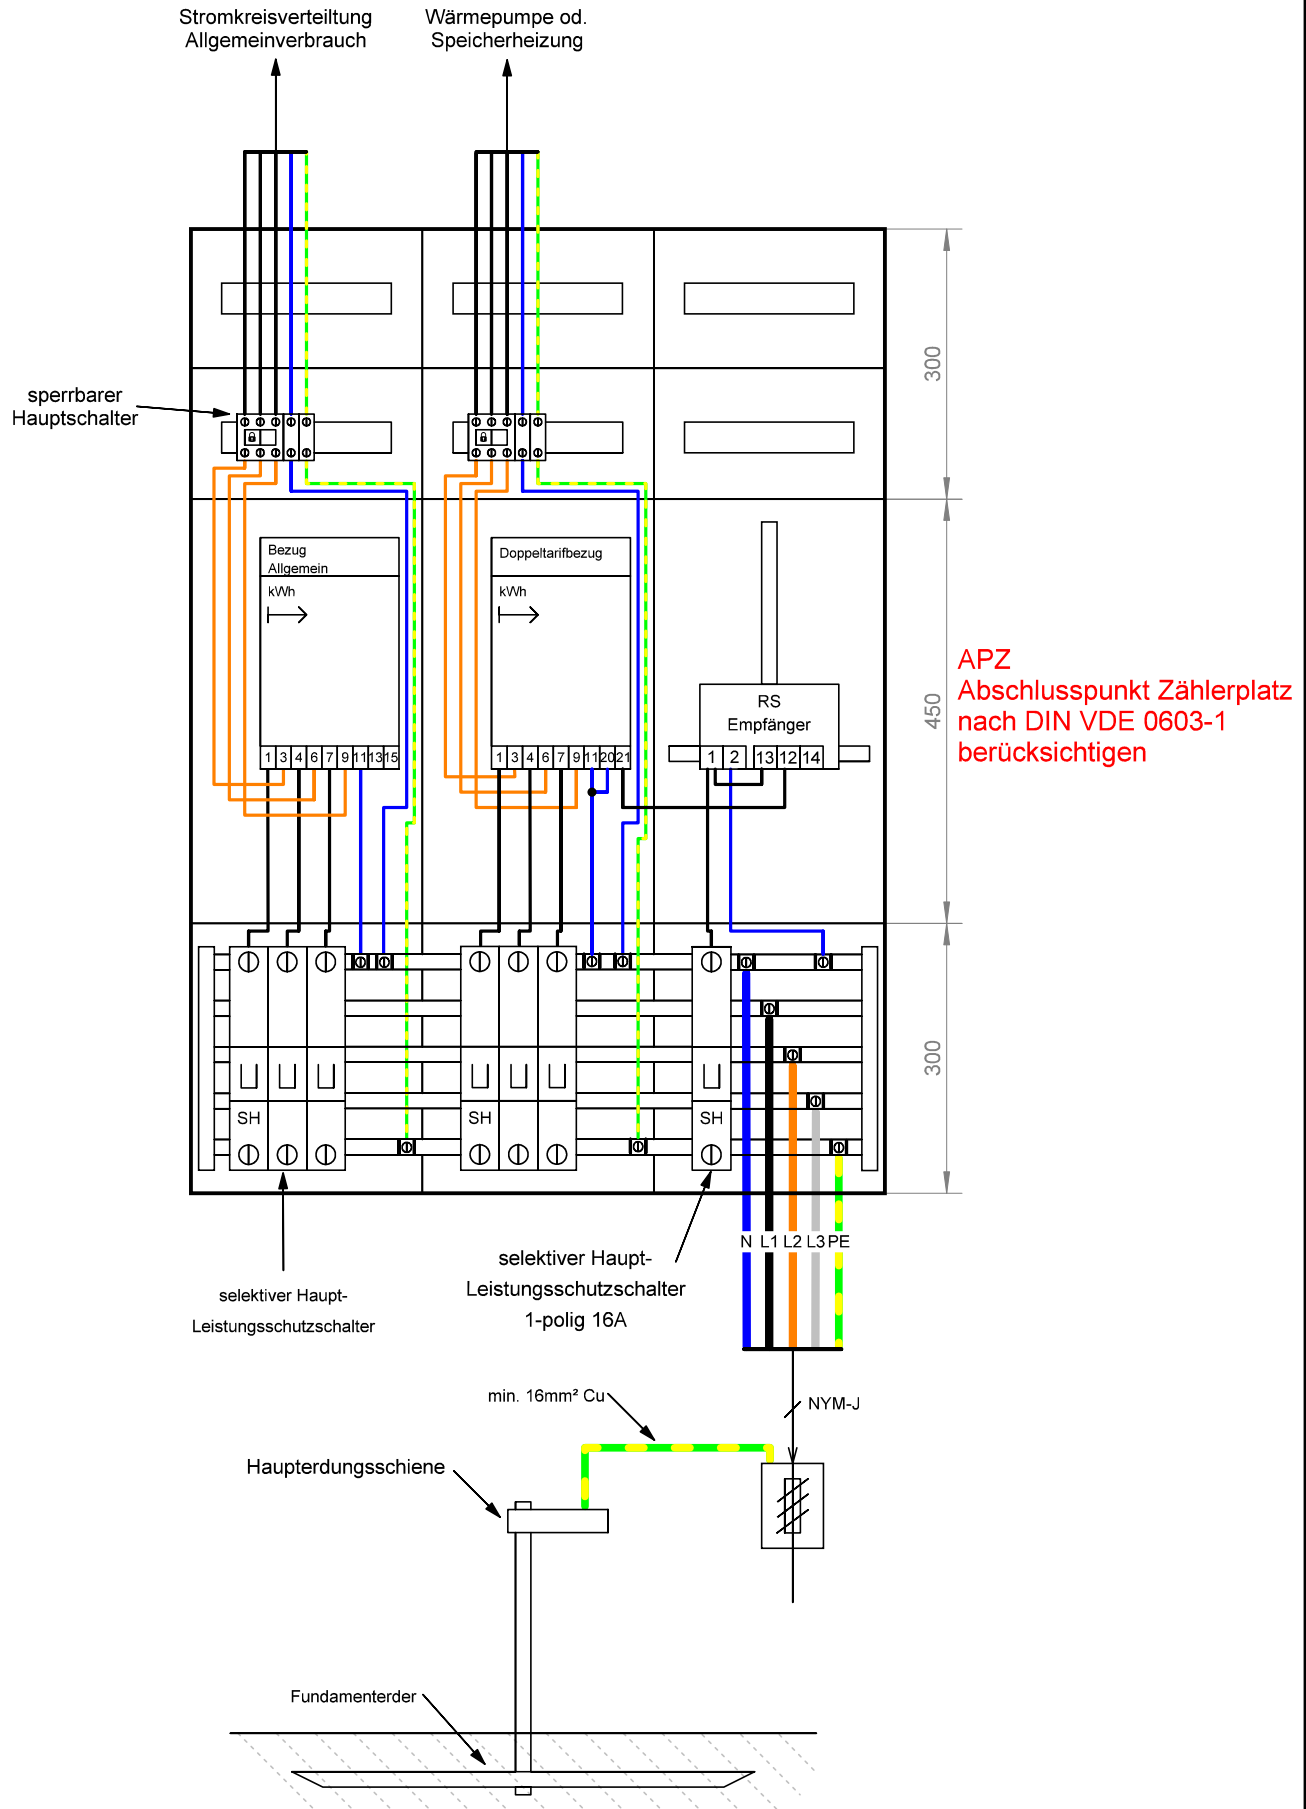 Stromkreisverteiltung
Allgemeinverbrauch
Wärmepumpe od.
Speicherheizung
sperrbarer
Hauptschalter
300
Bezug
Allgemein
kWh
Doppeltarifbezug
kWh
RS
Empfänger
450
APZ
Abschlusspunkt Zählerplatz
nach DIN VDE 0603-1
berücksichtigen
1 3 4 6 7 9 11 13 15
1 3 4 6 7 9 11 20 21
1 2 13 12 14
300
SH
SH
SH
N L1 L2 L3 PE
selektiver Haupt-
Leistungsschutzschalter
selektiver Haupt-
Leistungsschutzschalter
1-polig 16A
min. 16mm² Cu
NYM-J
Haupterdungsschiene
Fundamenterder